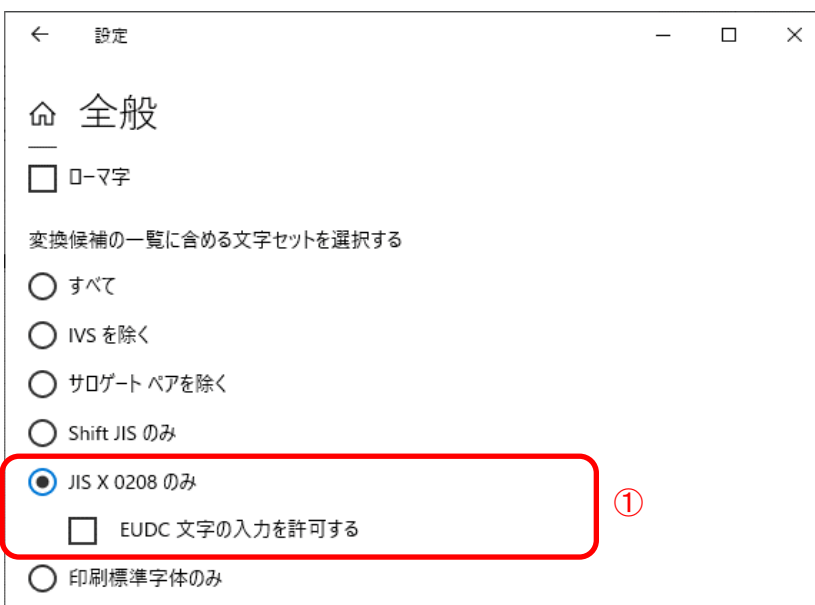 設定
全般
ローマ字
変換候補の一覧に含める文字セットを選択する
すべて
IVS を除く
サロゲート ペアを除く
Shift JIS のみ
JIS X 0208 のみ
①
EUDC 文字の入力を許可する
印刷標準字体のみ